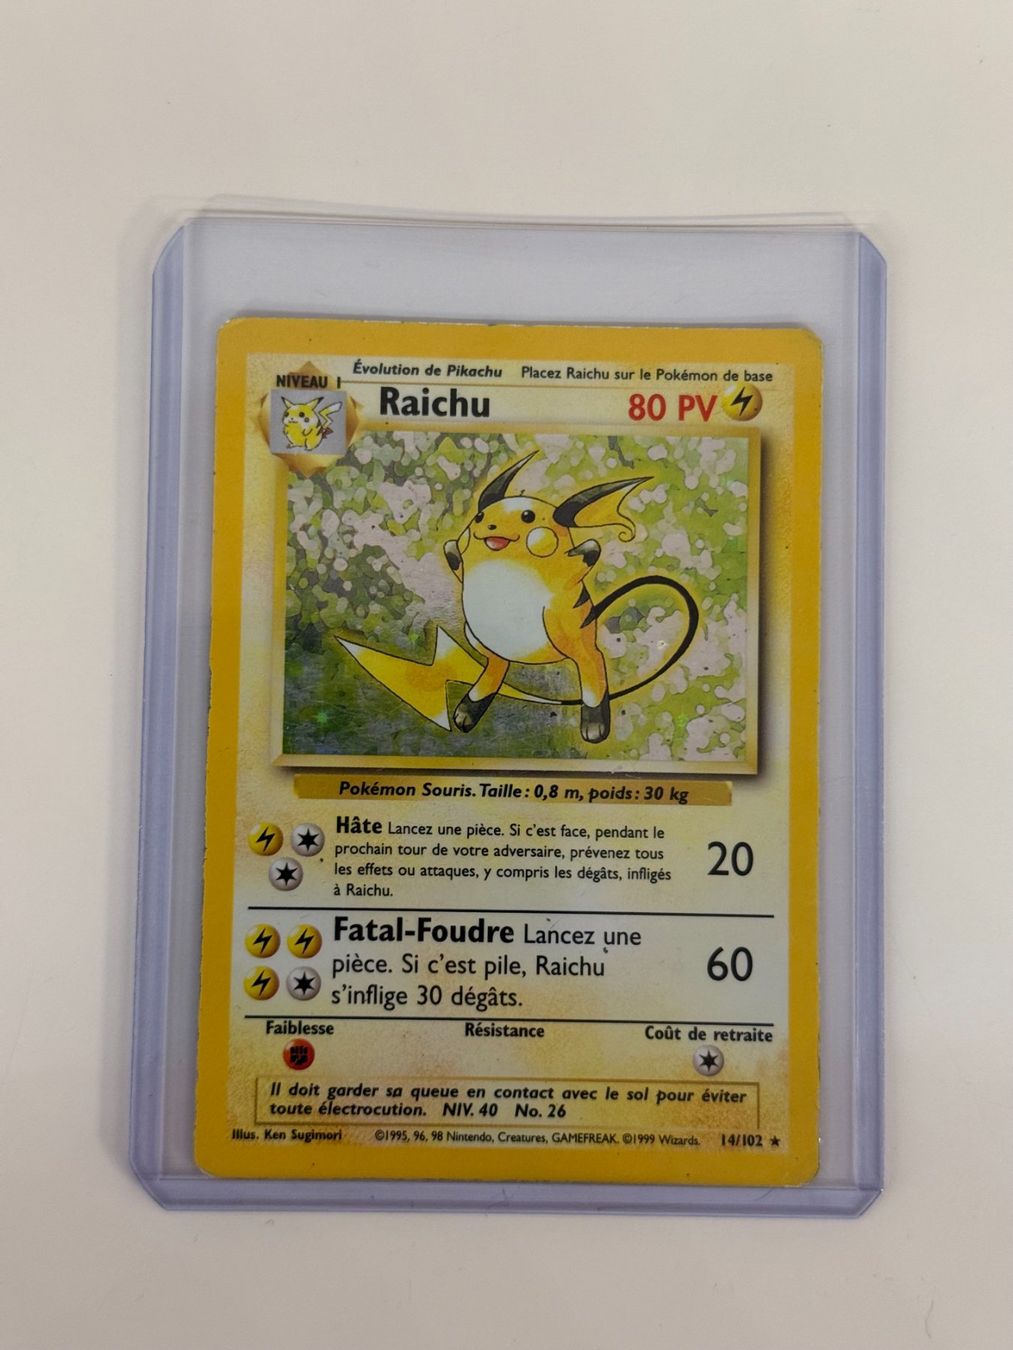 Évolution de Pikachu Placez Raichu sur le Pokémon de base
NIVEAU 1
Raichu 80 PV
Pokémon Souris. Taille : 0,8 m, poids : 30 kg
Hâte Lancez une pièce. Si c'est face, pendant le
prochain tour de votre adversaire, prévenez tous
les effets ou attaques, y compris les dégâts, infligés
à Raichu.
20
Fatal-Foudre Lancez une
pièce. Si c'est pile, Raichu
s'inflige 30 dégâts.
60
Faiblesse Résistance Coût de retraite
Il doit garder sa queue en contact avec le sol pour éviter
toute électrocution. NIV. 40 No. 26
Illus. Ken Sugimori ©1995, 96, 98 Nintendo, Creatures, GAMEFREAK. ©1999 Wizards. 14/102 ★